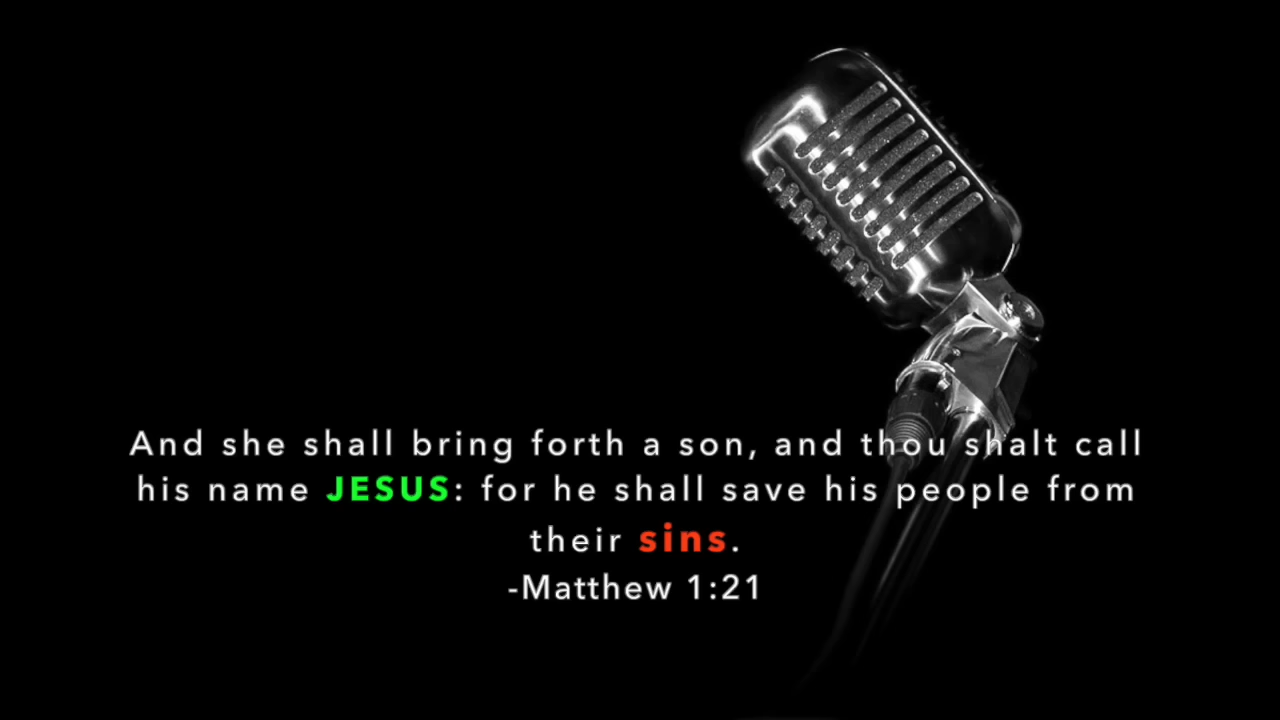 And she shall bring forth a son, and thou shalt call
his name JESUS: for he shall save his people from
their sins.
-Matthew 1:21